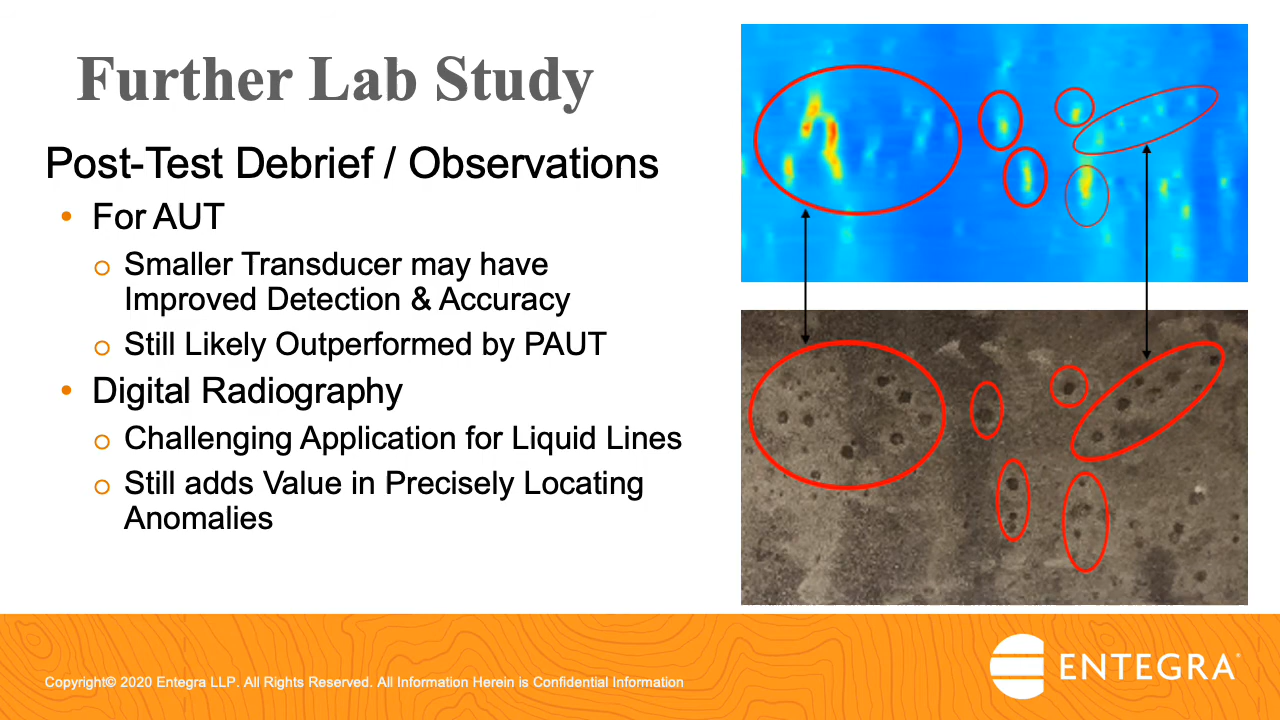 Further Lab Study
Post-Test Debrief / Observations
• For AUT
o Smaller Transducer may have
Improved Detection & Accuracy
o Still Likely Outperformed by PAUT
• Digital Radiography
o Challenging Application for Liquid Lines
o Still adds Value in Precisely Locating
Anomalies
Copyright© 2020 Entegra LLP. All Rights Reserved. All Information Herein is Confidential Information
ENTEGRA®